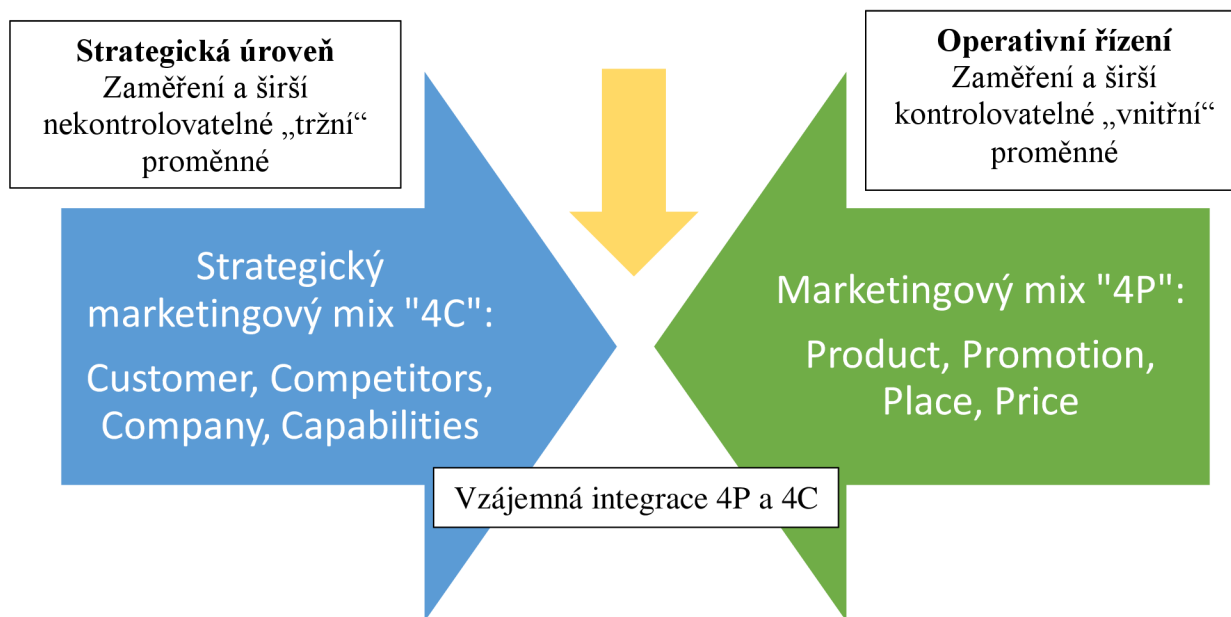 Strategická úroveň
Zaměření a širší
nekontrolovatelné „tržní“
proměnné
Operativní řízení
Zaměření a širší
kontrolovatelné „vnitřní“
proměnné
Strategický
marketingový mix "4C":
Customer, Competitors,
Company, Capabilities
Marketingový mix "4P":
Product, Promotion,
Place, Price
Vzájemná integrace 4P a 4C